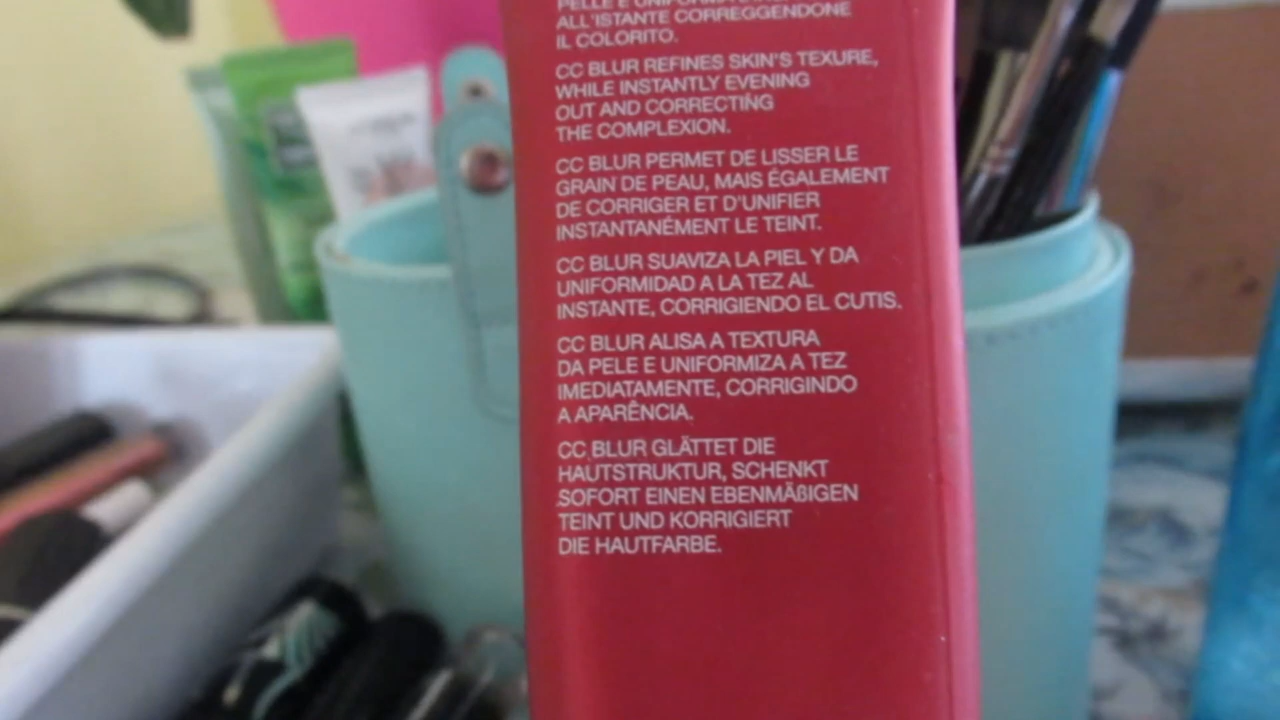 PELLE E
ALL'ISTANTE CORREGGENDONE
IL COLORITO.
CC BLUR REFINES SKIN'S TEXURE,
WHILE INSTANTLY EVENING
OUT AND CORRECTING
THE COMPLEXION.
CC BLUR PERMET DE LISSER LE
GRAIN DE PEAU, MAIS ÉGALEMENT
DE CORRIGER ET D'UNIFIER
INSTANTANÉMENT LE TEINT.
CC BLUR SUAVIZA LA PIEL Y DA
UNIFORMIDAD A LA TEZ AL
INSTANTE, CORRIGIENDO EL CUTIS.
CC BLUR ALISA A TEXTURA
DA PELE E UNIFORMIZA A TEZ
IMEDIATAMENTE, CORRIGINDO
A APARÊNCIA.
CC BLUR GLÄTTET DIE
HAUTSTRUKTUR, SCHENKT
SOFORT EINEN EBENMÄßIGEN
TEINT UND KORRIGIERT
DIE HAUTFARBE.